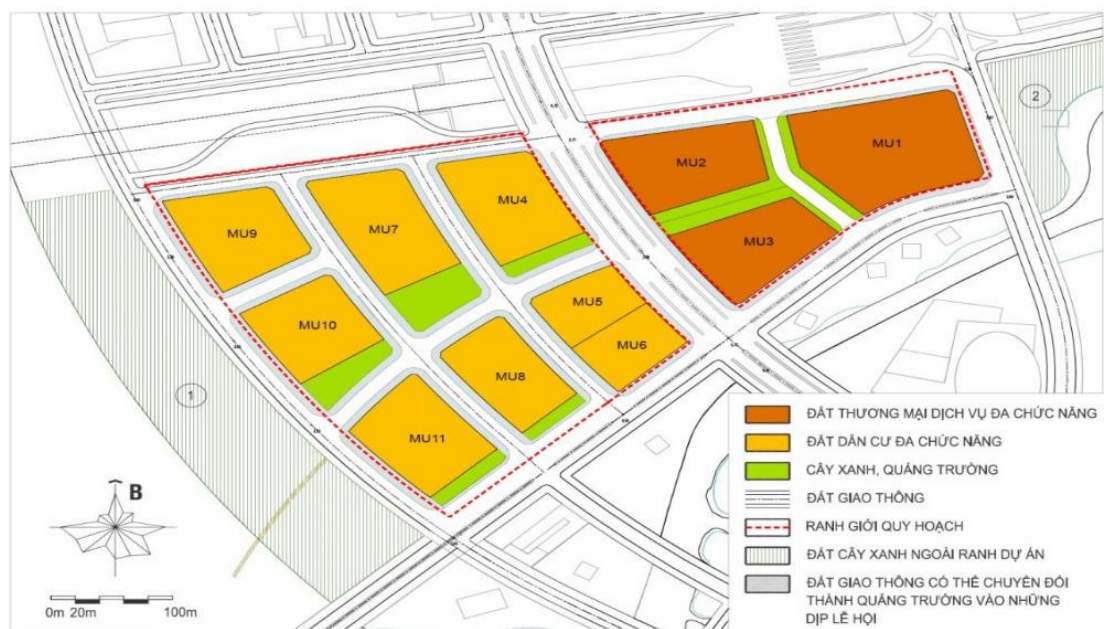 2
MU1
MU2
MU3
MU4
MU7
MU9
MU5
MU10
MU6
MU8
MU11
1
B
0m 20m 100m
ĐẤT THƯƠNG MẠI DỊCH VỤ ĐA CHỨC NĂNG
ĐẤT DÂN CƯ ĐA CHỨC NĂNG
CÂY XANH, QUẢNG TRƯỜNG
ĐẤT GIAO THÔNG
RANH GIỚI QUY HOẠCH
ĐẤT CÂY XANH NGOÀI RANH DỰ ÁN
ĐẤT GIAO THÔNG CÓ THỂ CHUYỂN ĐỔI
THÀNH QUẢNG TRƯỜNG VÀO NHỮNG
DỊP LỄ HỘI